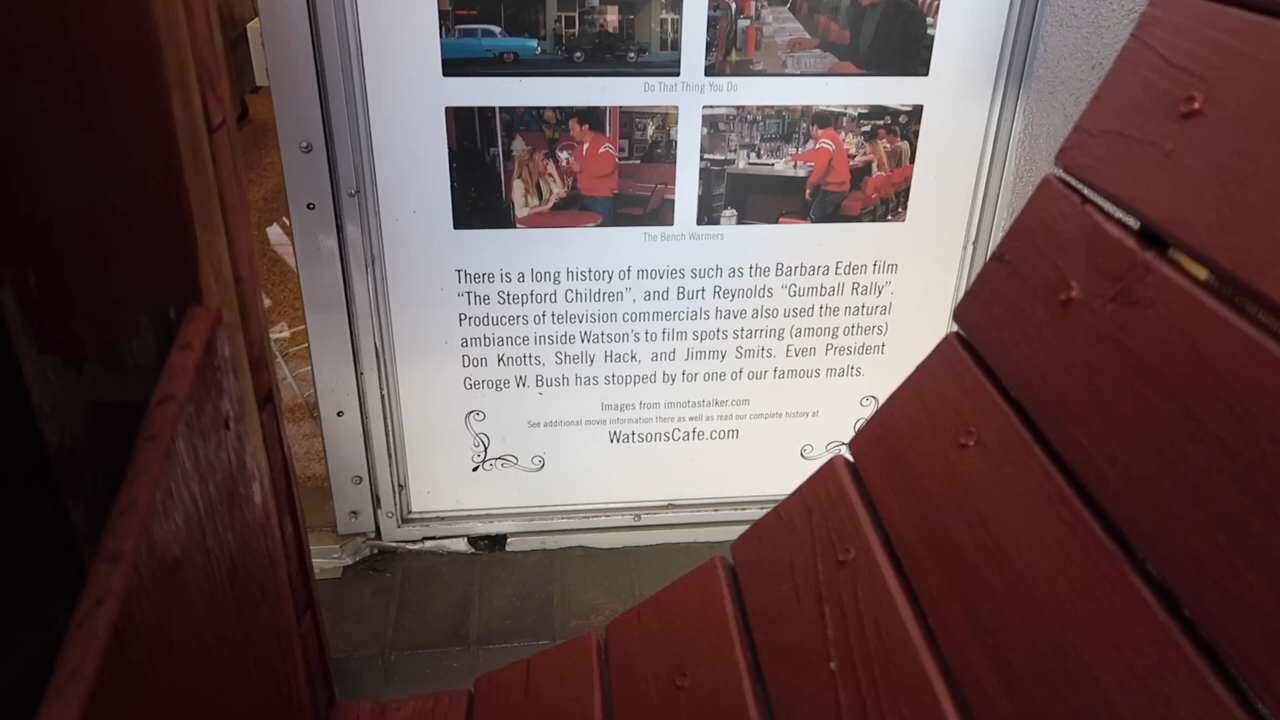 Do That Thing You Do
The Bench Warmers
There is a long history of movies such as the Barbara Eden film
“The Stepford Children”, and Burt Reynolds “Gumball Rally”.
Producers of television commercials have also used the natural
ambiance inside Watson's to film spots starring (among others)
Don Knotts, Shelly Hack, and Jimmy Smits. Even President
Geroge W. Bush has stopped by for one of our famous malts.
Images from imnotastalker.com
See additional movie information there as well as read our complete history at
WatsonsCafe.com